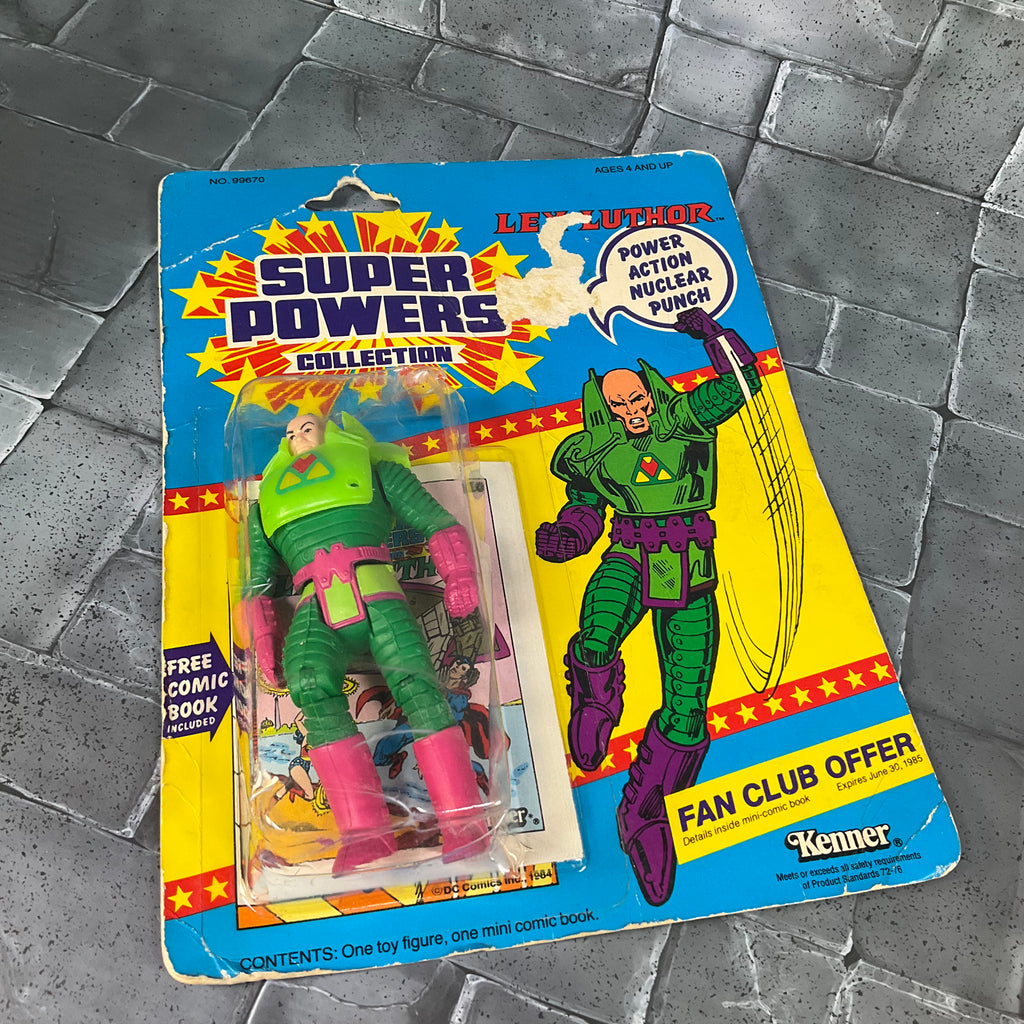 NO. 99670
AGES 4 AND UP
LEX LUTHOR™
SUPER
POWERS
COLLECTION
POWER
ACTION
NUCLEAR
PUNCH
FREE
COMIC
BOOK
INCLUDED
FAN CLUB OFFER
Details inside mini-comic book
Expires June 30, 1985
Kenner®
Meets or exceeds all safety requirements
of Product Standards 72-76
©DC Comics Inc., 1984
CONTENTS: One toy figure, one mini comic book.